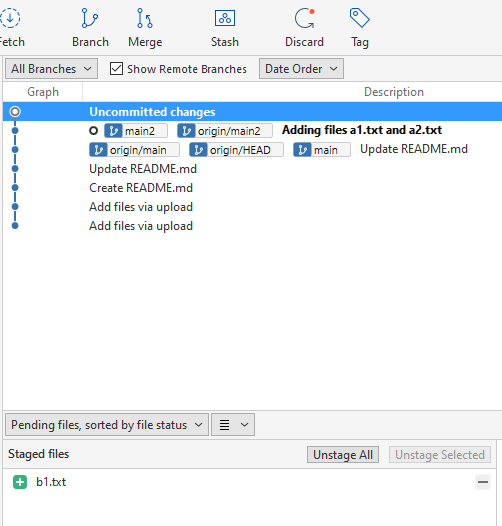 Fetch Branch Merge Stash Discard Tag
All Branches Show Remote Branches Date Order
Graph Description
Uncommitted changes
main2 origin/main2 Adding files a1.txt and a2.txt
origin/main origin/HEAD main Update README.md
Update README.md
Create README.md
Add files via upload
Add files via upload
Pending files, sorted by file status
Staged files Unstage All Unstage Selected
b1.txt